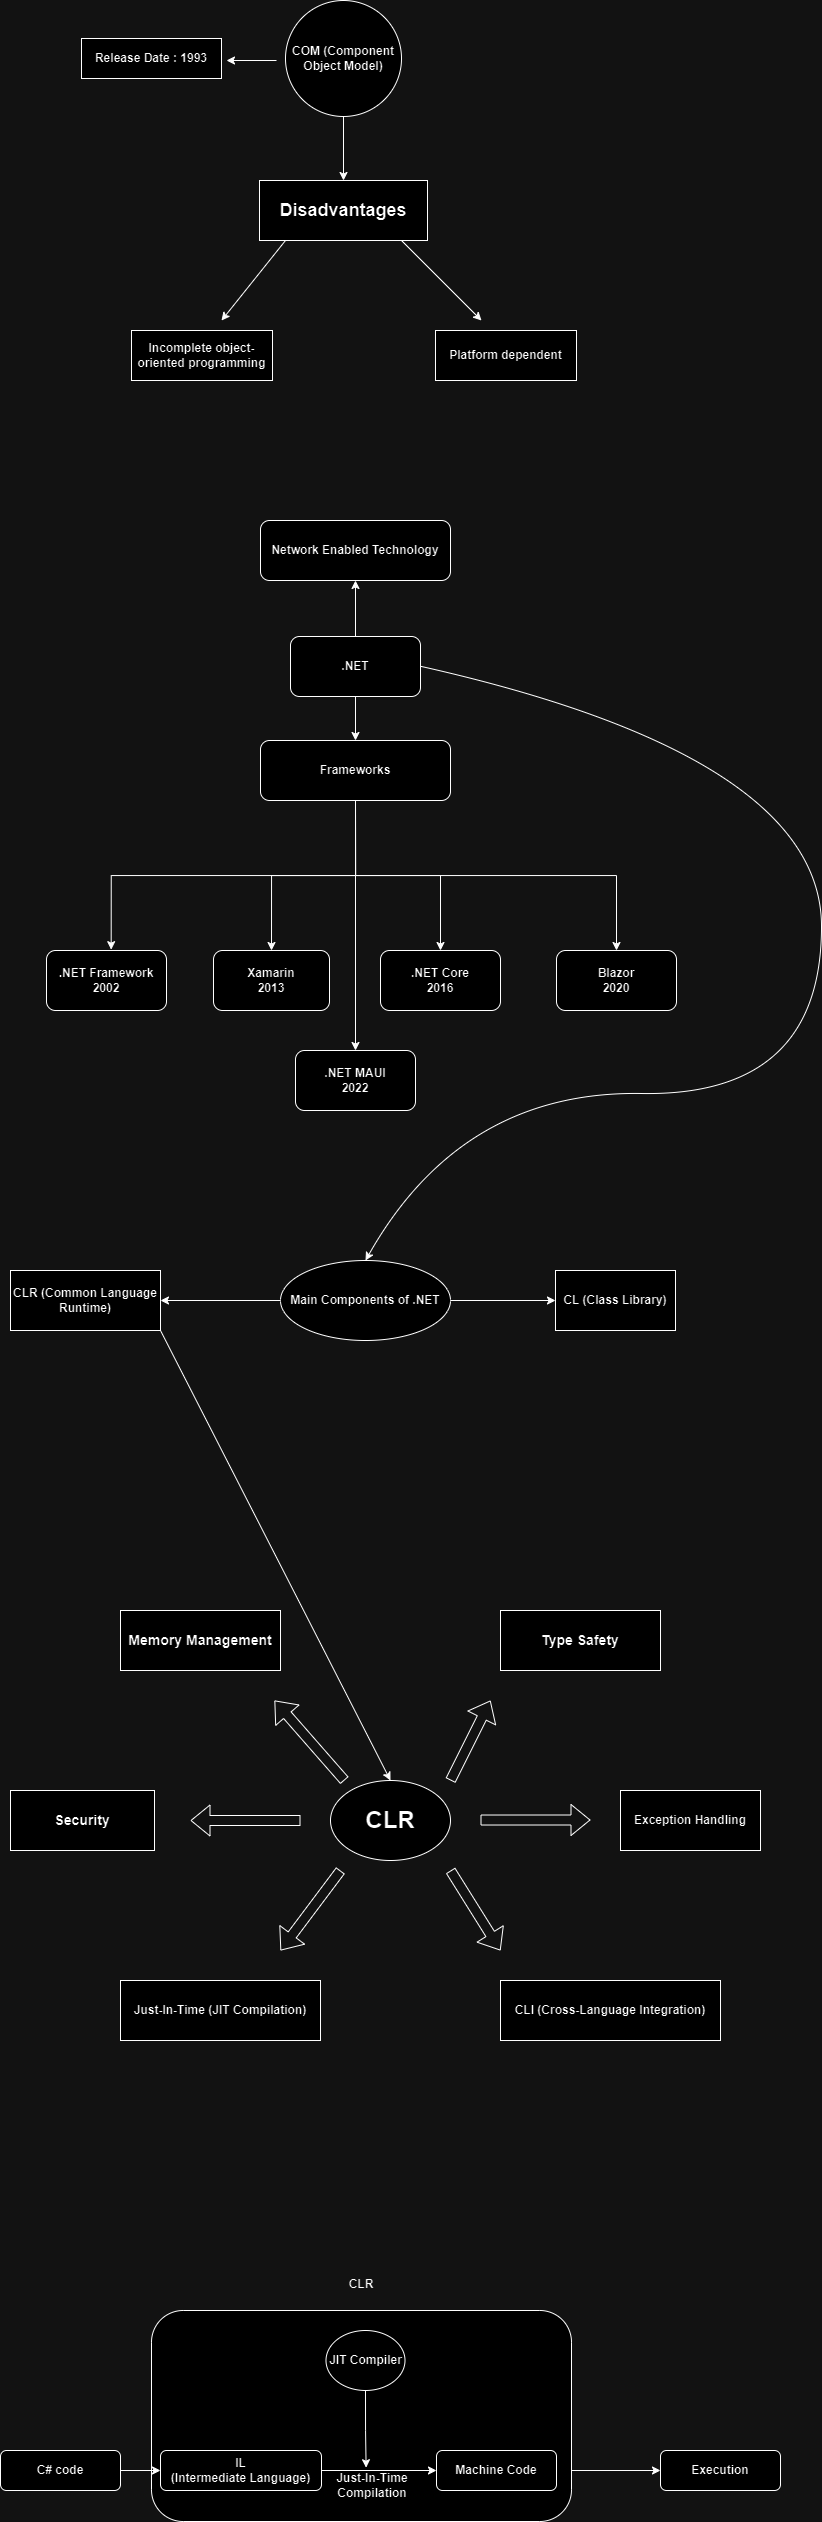 COM (Component
Object Model)
Release Date : 1993
Disadvantages
Incomplete object-
oriented programming
Platform dependent
Network Enabled Technology
.NET
Frameworks
.NET Framework
2002
Xamarin
2013
.NET Core
2016
Blazor
2020
.NET MAUI
2022
CLR (Common Language
Runtime)
Main Components of .NET
CL (Class Library)
Memory Management
Type Safety
Security
CLR
Exception Handling
Just-In-Time (JIT Compilation)
CLI (Cross-Language Integration)
CLR
JIT Compiler
C# code
IL
(Intermediate Language)
Just-In-Time
Compilation
Machine Code
Execution